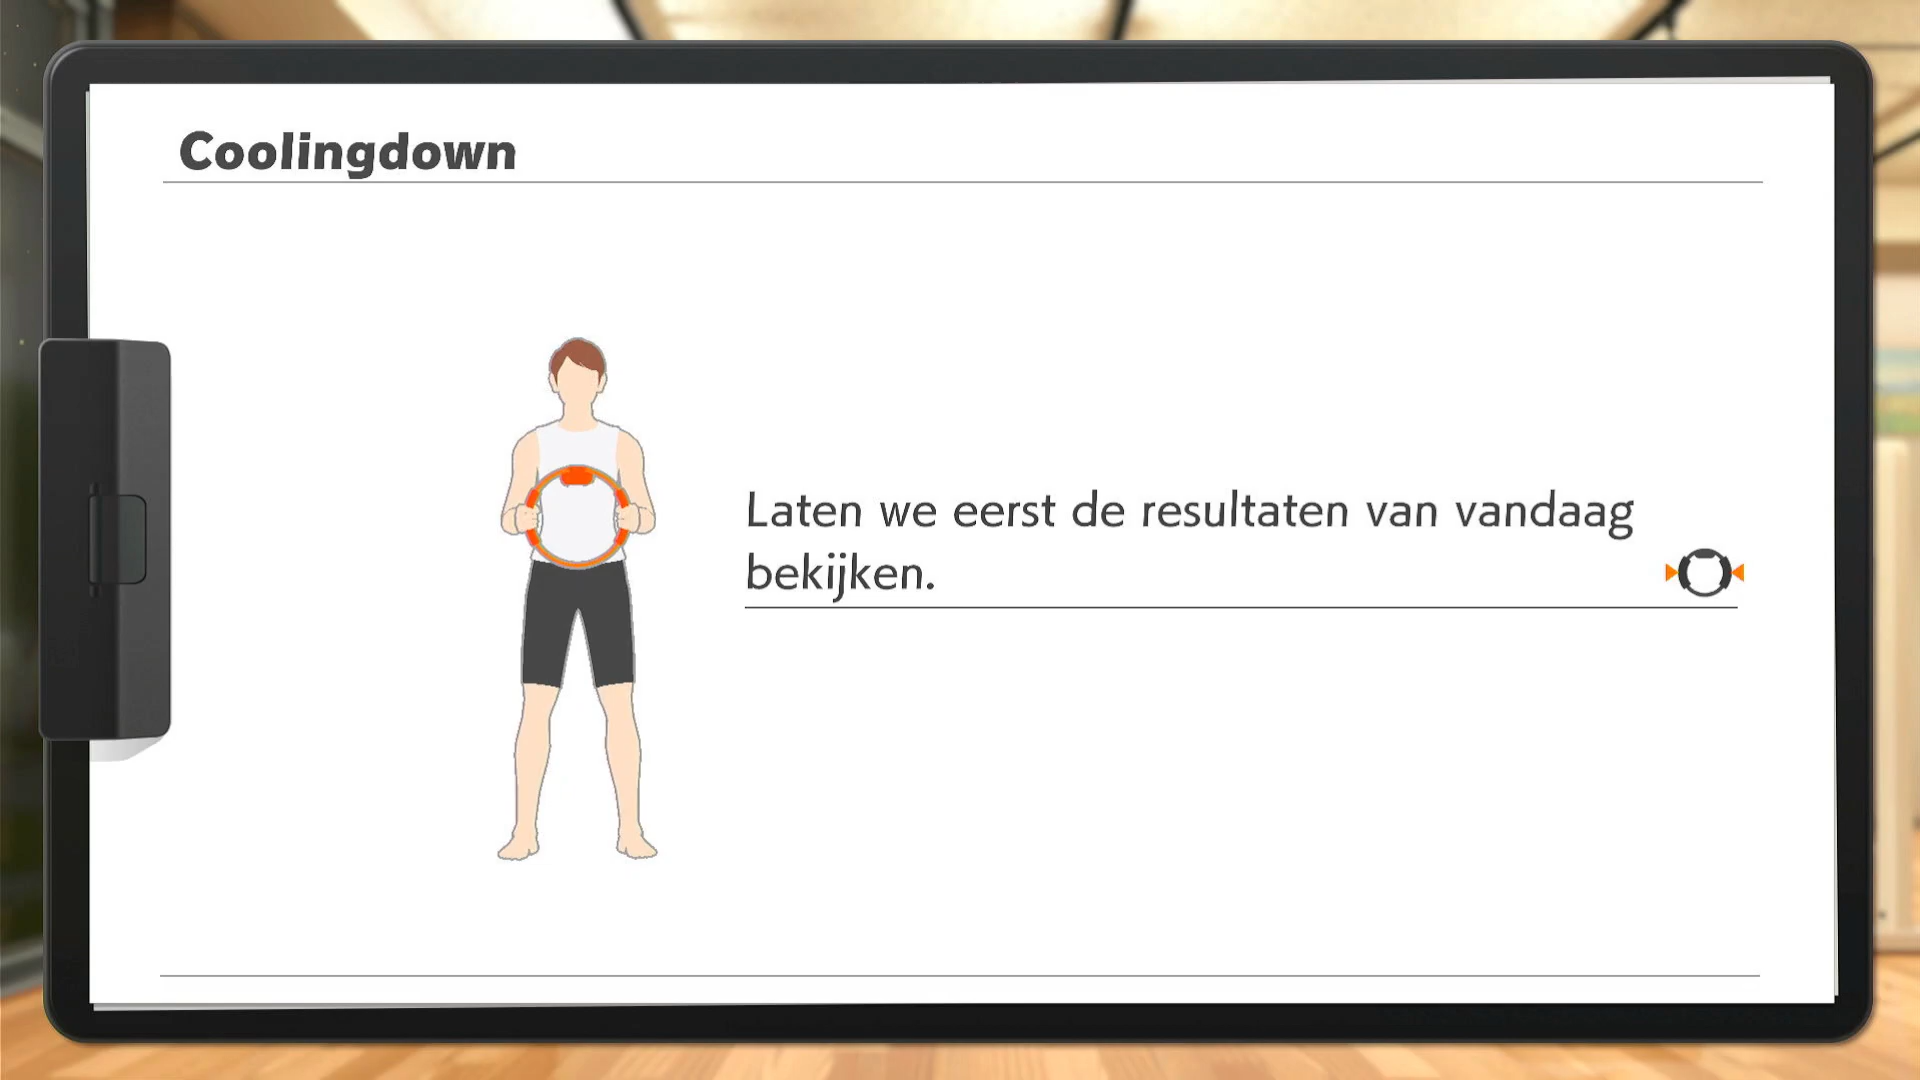 Coolingdown
Laten we eerst de resultaten van vandaag
bekijken.